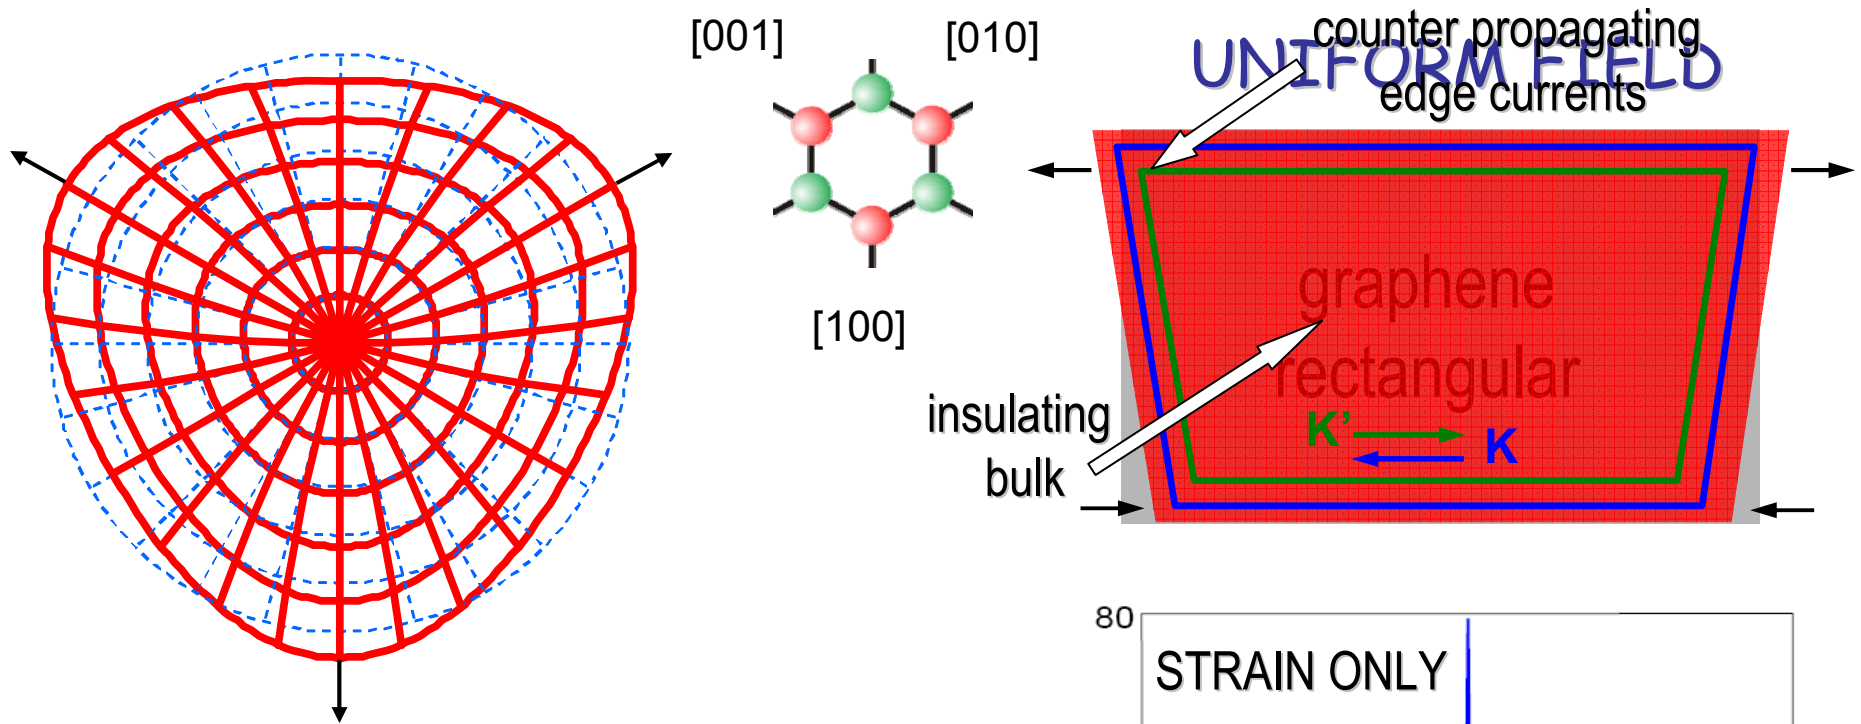 [001]
[010]
[100]
UNIFORM FIELD
counter propagating
edge currents
graphene
rectangular
K'
K
insulating
bulk
80
STRAIN ONLY